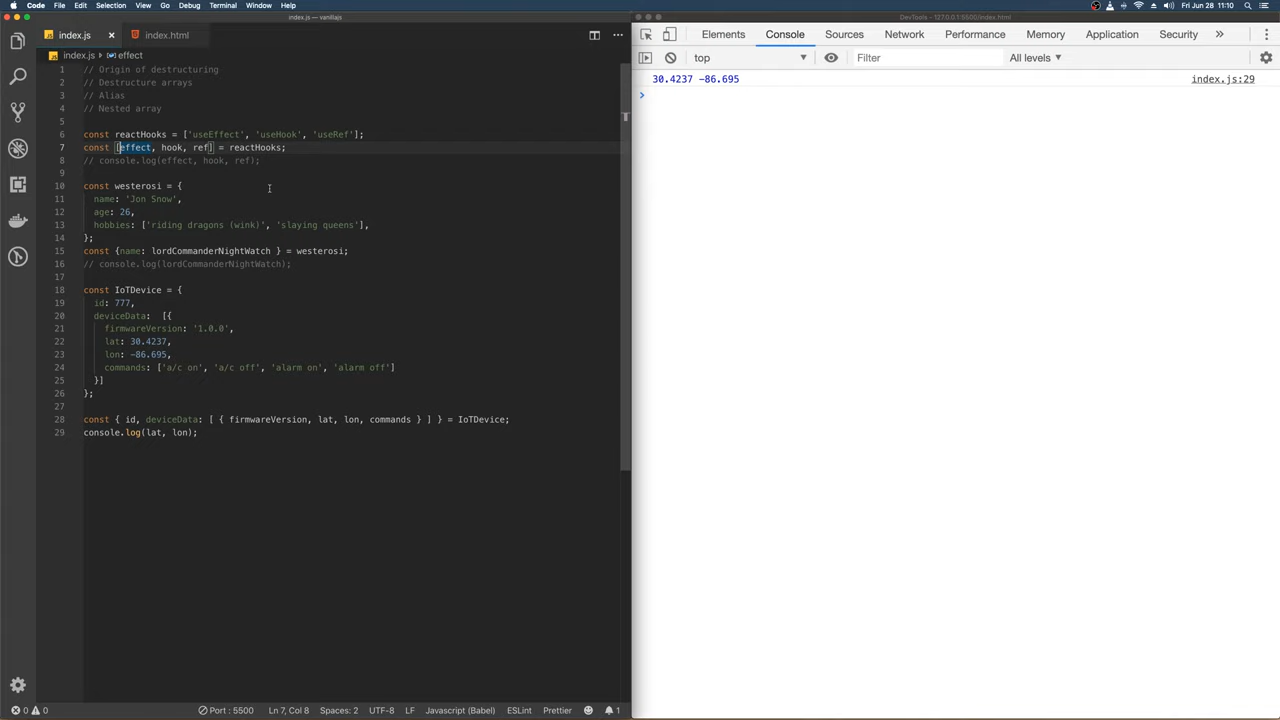 Code File Edit Selection View Go Debug Terminal Window Help
Fri Jun 28 11:10
index.js — vanillajs
DevTools - 127.0.0.1:5500/index.html
index.js × index.html
Elements Console Sources Network Performance Memory Application Security »
index.js › effect
top ▾ Filter All levels ▾
30.4237 -86.695 index.js:29
›
1 // Origin of destructuring
2 // Destructure arrays
3 // Alias
4 // Nested array
5
6 const reactHooks = ['useEffect', 'useHook', 'useRef'];
7 const [effect, hook, ref] = reactHooks;
8 // console.log(effect, hook, ref);
9
10 const westerosi = {
11 name: 'Jon Snow',
12 age: 26,
13 hobbies: ['riding dragons (wink)', 'slaying queens'],
14 };
15 const {name: lordCommanderNightWatch } = westerosi;
16 // console.log(lordCommanderNightWatch);
17
18 const IoTDevice = {
19 id: 777,
20 deviceData: [{
21 firmwareVersion: '1.0.0',
22 lat: 30.4237,
23 lon: -86.695,
24 commands: ['a/c on', 'a/c off', 'alarm on', 'alarm off']
25 }]
26 };
27
28 const { id, deviceData: [ { firmwareVersion, lat, lon, commands } ] } = IoTDevice;
29 console.log(lat, lon);
0 0 Port : 5500 Ln 7, Col 8 Spaces: 2 UTF-8 LF Javascript (Babel) ESLint Prettier 1